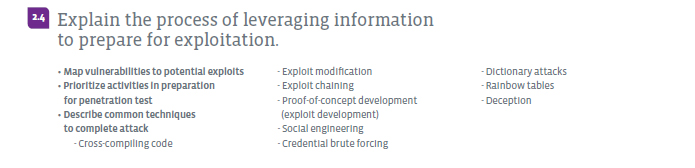 2.4 Explain the process of leveraging information
to prepare for exploitation.
• Map vulnerabilities to potential exploits
• Prioritize activities in preparation
for penetration test
• Describe common techniques
to complete attack
- Cross-compiling code
- Exploit modification
- Exploit chaining
- Proof-of-concept development
(exploit development)
- Social engineering
- Credential brute forcing
- Dictionary attacks
- Rainbow tables
- Deception